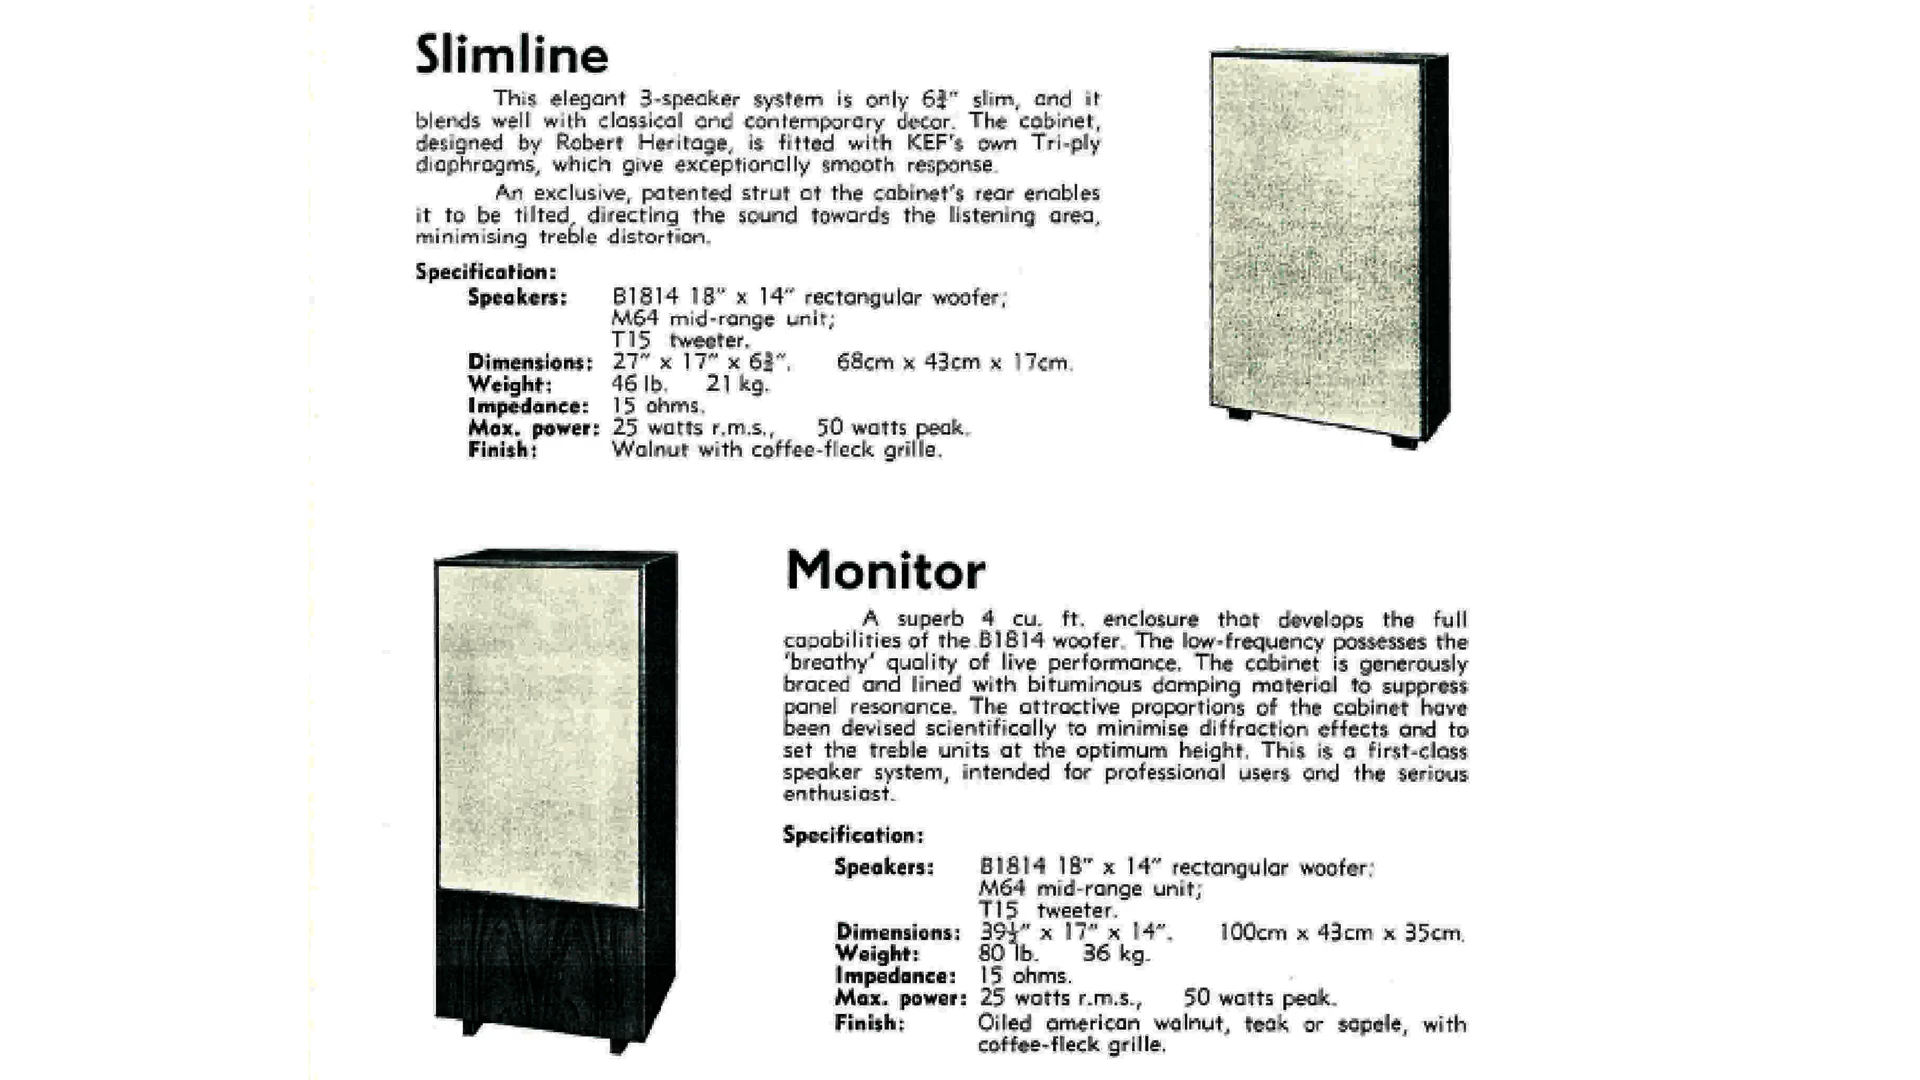 Slimline
This elegant 3-speaker system is only 6¾" slim, and it
blends well with classical and contemporary decor. The cabinet,
designed by Robert Heritage, is fitted with KEF's own Tri-ply
diaphragms, which give exceptionally smooth response.
An exclusive, patented strut at the cabinet's rear enables
it to be tilted, directing the sound towards the listening area,
minimising treble distortion.
Specification:
Speakers: B1814 18" x 14" rectangular woofer;
M64 mid-range unit;
T15 tweeter.
Dimensions: 27" x 17" x 6¾". 68cm x 43cm x 17cm.
Weight: 46 lb. 21 kg.
Impedance: 15 ohms.
Max. power: 25 watts r.m.s., 50 watts peak.
Finish: Walnut with coffee-fleck grille.
Monitor
A superb 4 cu. ft. enclosure that develops the full
capabilities of the B1814 woofer. The low-frequency possesses the
'breathy' quality of live performance. The cabinet is generously
braced and lined with bituminous damping material to suppress
panel resonance. The attractive proportions of the cabinet have
been devised scientifically to minimise diffraction effects and to
set the treble units at the optimum height. This is a first-class
speaker system, intended for professional users and the serious
enthusiast.
Specification:
Speakers: B1814 18" x 14" rectangular woofer;
M64 mid-range unit;
T15 tweeter.
Dimensions: 39½" x 17" x 14". 100cm x 43cm x 35cm.
Weight: 80 lb. 36 kg.
Impedance: 15 ohms.
Max. power: 25 watts r.m.s., 50 watts peak.
Finish: Oiled american walnut, teak or sapele, with
coffee-fleck grille.